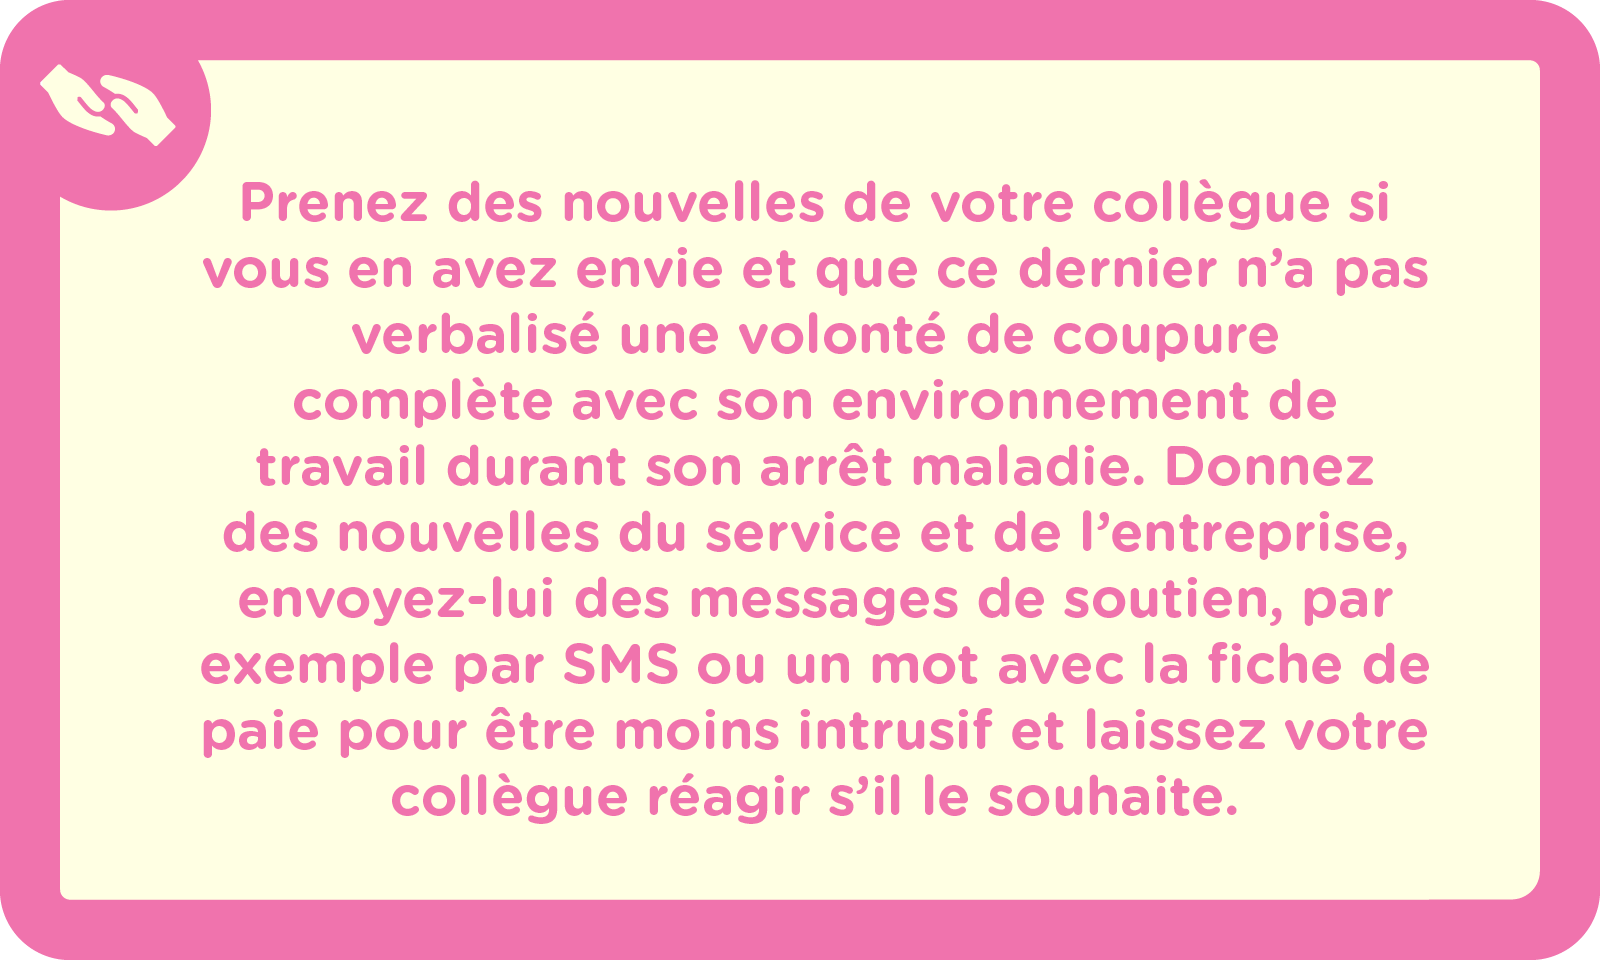 Prenez des nouvelles de votre collègue si
vous en avez envie et que ce dernier n’a pas
verbalisé une volonté de coupure
complète avec son environnement de
travail durant son arrêt maladie. Donnez
des nouvelles du service et de l’entreprise,
envoyez-lui des messages de soutien, par
exemple par SMS ou un mot avec la fiche de
paie pour être moins intrusif et laissez votre
collègue réagir s’il le souhaite.